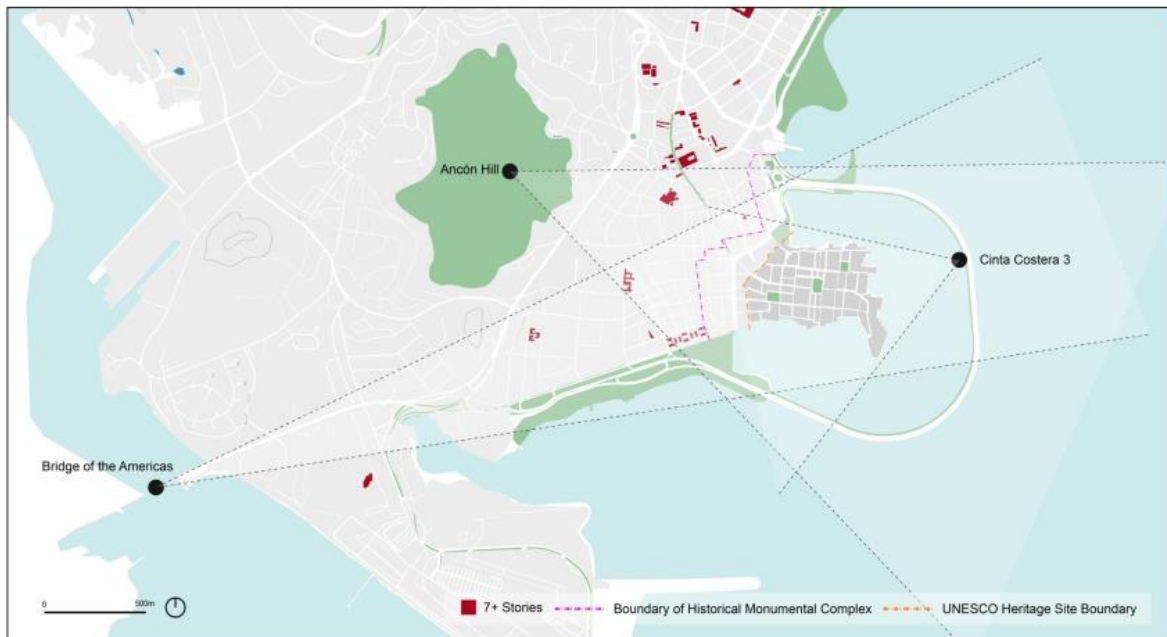 Ancón Hill
Cinta Costera 3
Bridge of the Americas
0 500m
7+ Stories Boundary of Historical Monumental Complex UNESCO Heritage Site Boundary